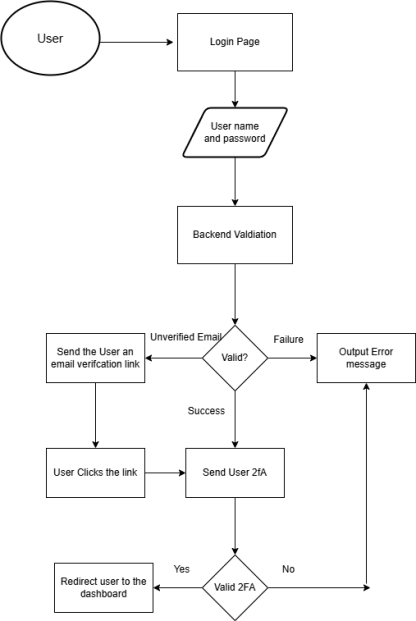 User
Login Page
User name
and password
Backend Valdiation
Unverified Email
Valid?
Failure
Send the User an
email verifcation link
Output Error
message
Success
User Clicks the link
Send User 2fA
Yes
No
Redirect user to the
dashboard
Valid 2FA